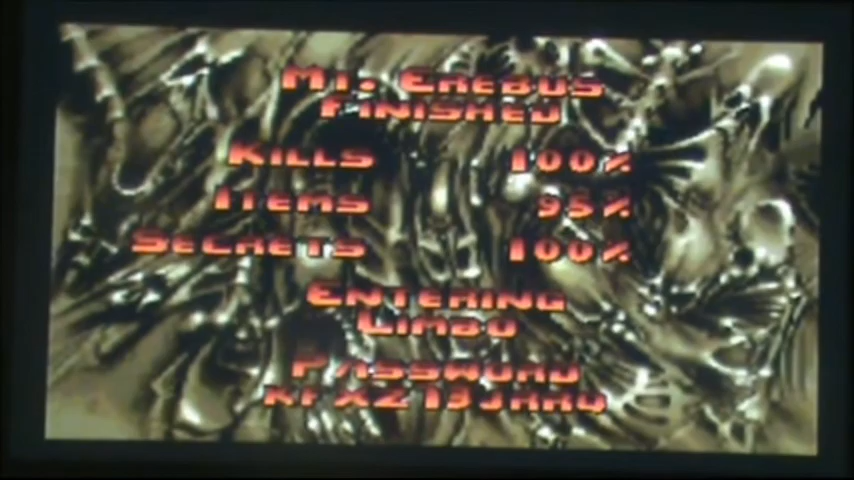 Mt. Erebus
Finished
Kills 100%
Items 95%
Secrets 100%
Entering
Limbo
Password